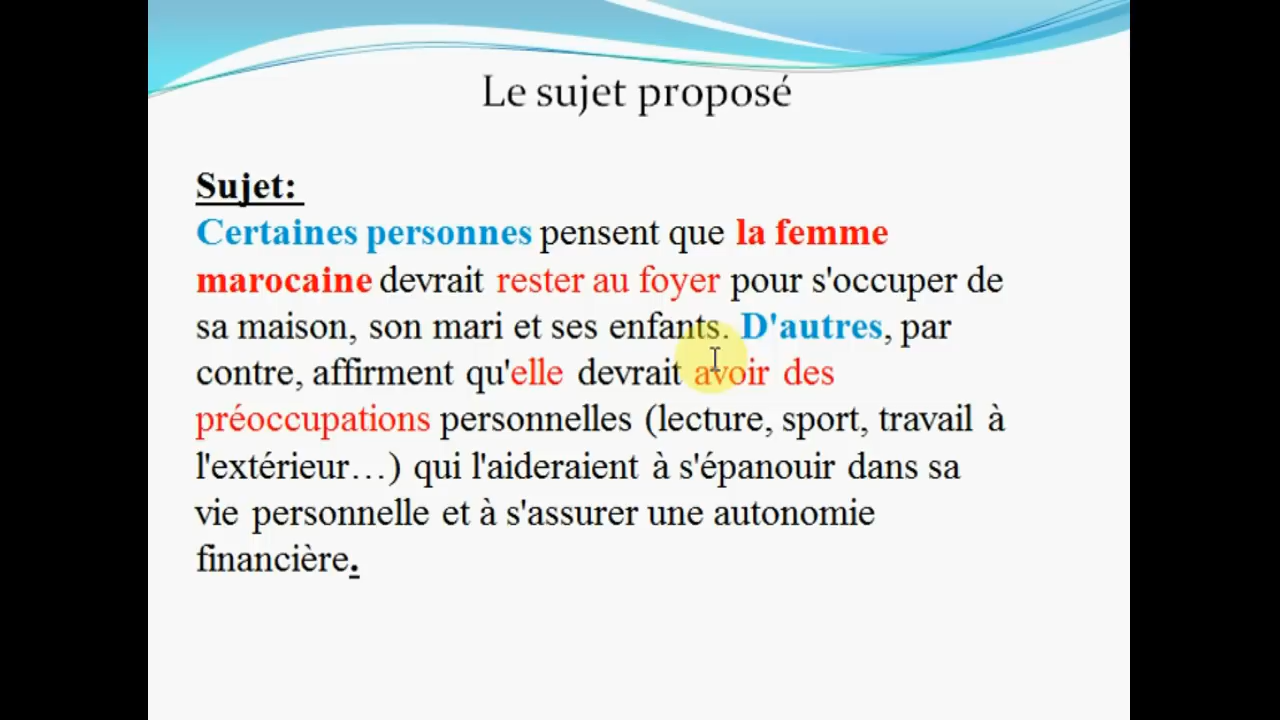 Le sujet proposé
Sujet:
Certaines personnes pensent que la femme
marocaine devrait rester au foyer pour s'occuper de
sa maison, son mari et ses enfants. D'autres, par
contre, affirment qu'elle devrait avoir des
préoccupations personnelles (lecture, sport, travail à
l'extérieur…) qui l'aideraient à s'épanouir dans sa
vie personnelle et à s'assurer une autonomie
financière.